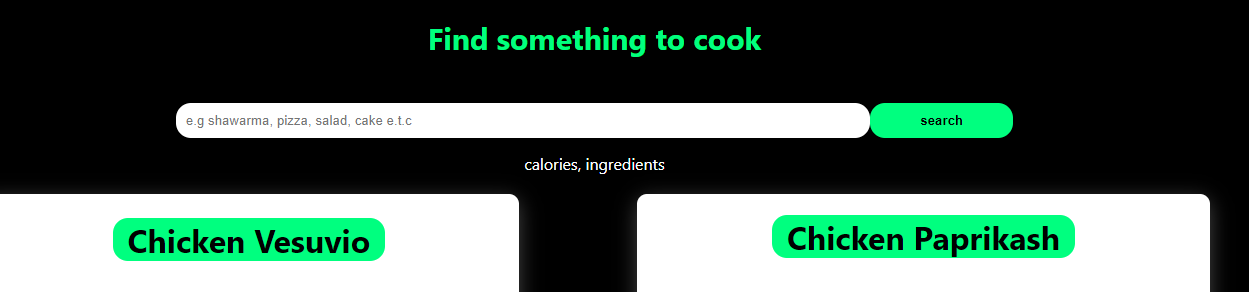 Find something to cook
e.g shawarma, pizza, salad, cake e.t.c
search
calories, ingredients
Chicken Vesuvio
Chicken Paprikash